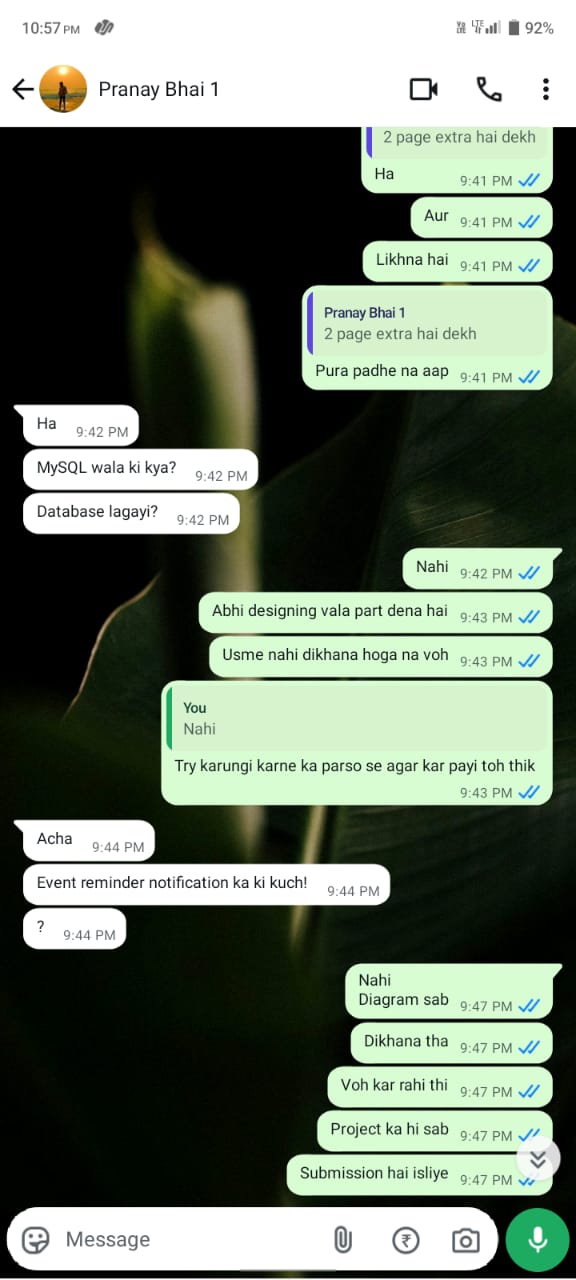 10:57 PM
92%
Pranay Bhai 1
2 page extra hai dekh
Ha
9:41 PM
Aur
9:41 PM
Likhna hai
9:41 PM
Pranay Bhai 1
2 page extra hai dekh
Pura padhe na aap
9:41 PM
Ha
9:42 PM
MySQL wala ki kya?
9:42 PM
Database lagayi?
9:42 PM
Nahi
9:42 PM
Abhi designing vala part dena hai
9:43 PM
Usme nahi dikhana hoga na voh
9:43 PM
You
Nahi
Try karungi karne ka parso se agar kar payi toh thik
9:43 PM
Acha
9:44 PM
Event reminder notification ka ki kuch!
9:44 PM
?
9:44 PM
Nahi
Diagram sab
9:47 PM
Dikhana tha
9:47 PM
Voh kar rahi thi
9:47 PM
Project ka hi sab
9:47 PM
Submission hai isliye
9:47 PM
Message